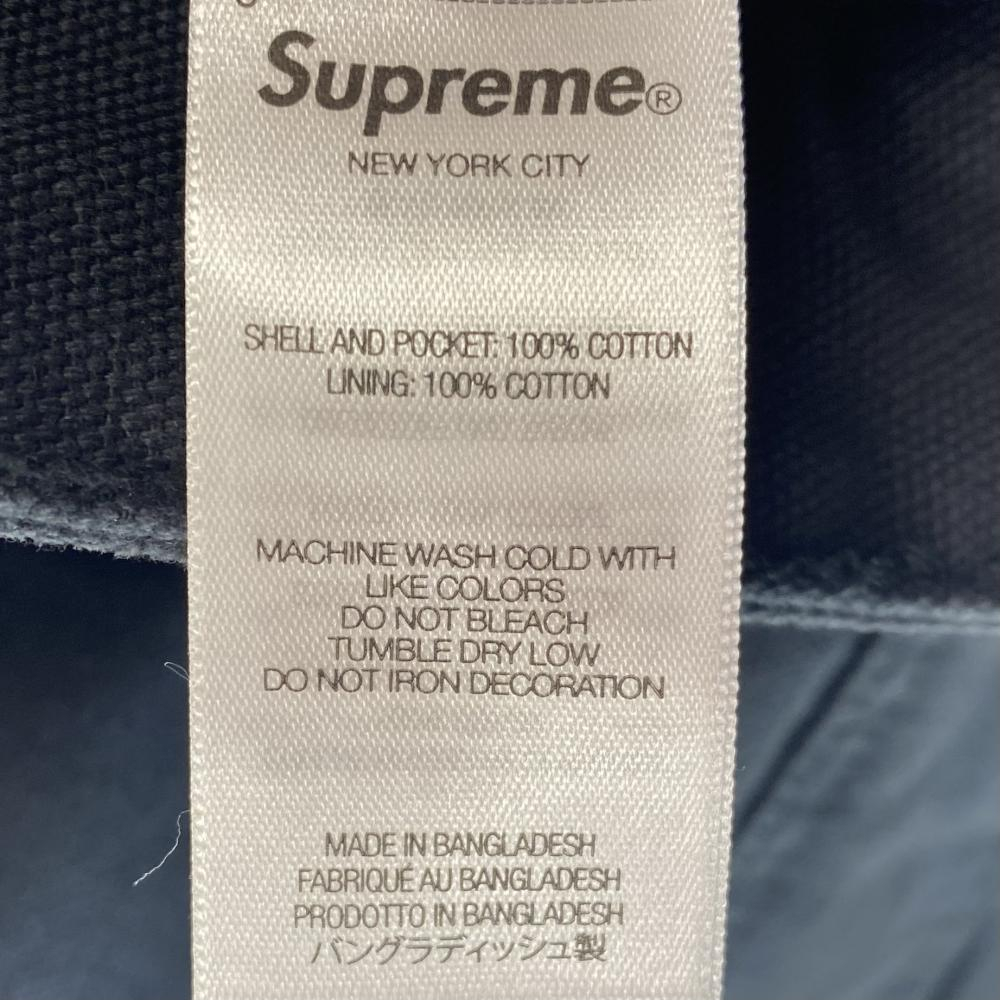 Supreme®
NEW YORK CITY
SHELL AND POCKET: 100% COTTON
LINING: 100% COTTON
MACHINE WASH COLD WITH
LIKE COLORS
DO NOT BLEACH
TUMBLE DRY LOW
DO NOT IRON DECORATION
MADE IN BANGLADESH
FABRIQUÉ AU BANGLADESH
PRODOTTO IN BANGLADESH
バングラディッシュ製